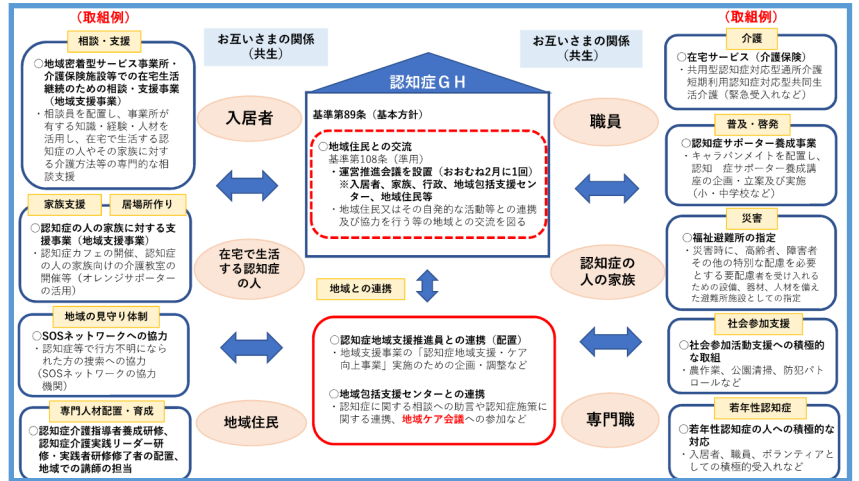 （取組例）
相談・支援
○地域密着型サービス事業所・
介護保険施設等での在宅生活
継続のための相談・支援事業
（地域支援事業）
・相談員を配置し、事業所が
有する知識・経験・人材を
活用し、在宅で生活する認
知症の人やその家族に対す
る介護方法等の専門的な相
談支援
家族支援
居場所作り
○認知症の人の家族に対する支
援事業（地域支援事業）
・認知症カフェの開催、認知症
の人の家族向けの介護教室の
開催等（オレンジサポーター
の活用）
地域の見守り体制
○SOSネットワークへの協力
・認知症等で行方不明になら
れた方の捜索への協力
（SOSネットワークの協力
機関）
専門人材配置・育成
○認知症介護指導者養成研修、
認知症介護実践リーダー研
修・実践者研修修了者の配置、
地域での講師の担当
お互いさまの関係
（共生）
入居者
在宅で生活
する認知症
の人
地域住民
認知症ＧＨ
基準第89条（基本方針）
○地域住民との交流
基準第108条（準用）
・運営推進会議を設置（おおむね2月に1回）
※入居者、家族、行政、地域包括支援セン
ター、地域住民等
・地域住民又はその自発的な活動等との連携
及び協力を行う等の地域との交流を図る
地域との連携
○認知症地域支援推進員との連携（配置）
・地域支援事業の「認知症地域支援・ケア
向上事業」実施のための企画・調整など
○地域包括支援センターとの連携
・認知症に関する相談への助言や認知症施策に
関する連携、地域ケア会議への参加など
お互いさまの関係
（共生）
職員
認知症の
人の家族
専門職
（取組例）
介護
○在宅サービス（介護保険）
・共用型認知症対応型通所介護
短期利用認知症対応型共同生
活介護（緊急受入れなど）
普及・啓発
○認知症サポーター養成事業
・キャラバンメイトを配置し、
認知　症サポーター養成講
座の企画・立案及び実施
（小・中学校など）
災害
○福祉避難所の指定
・災害時に、高齢者、障害者
その他の特別な配慮を必要
とする要配慮者を受け入れる
ための設備、器材、人材を備え
た避難所施設としての指定
社会参加支援
○社会参加活動支援への積極的
な取組
・農作業、公園清掃、防犯パト
ロールなど
若年性認知症
○若年性認知症の人への積極的な
対応
・入居者、職員、ボランティアと
しての積極的受入れなど